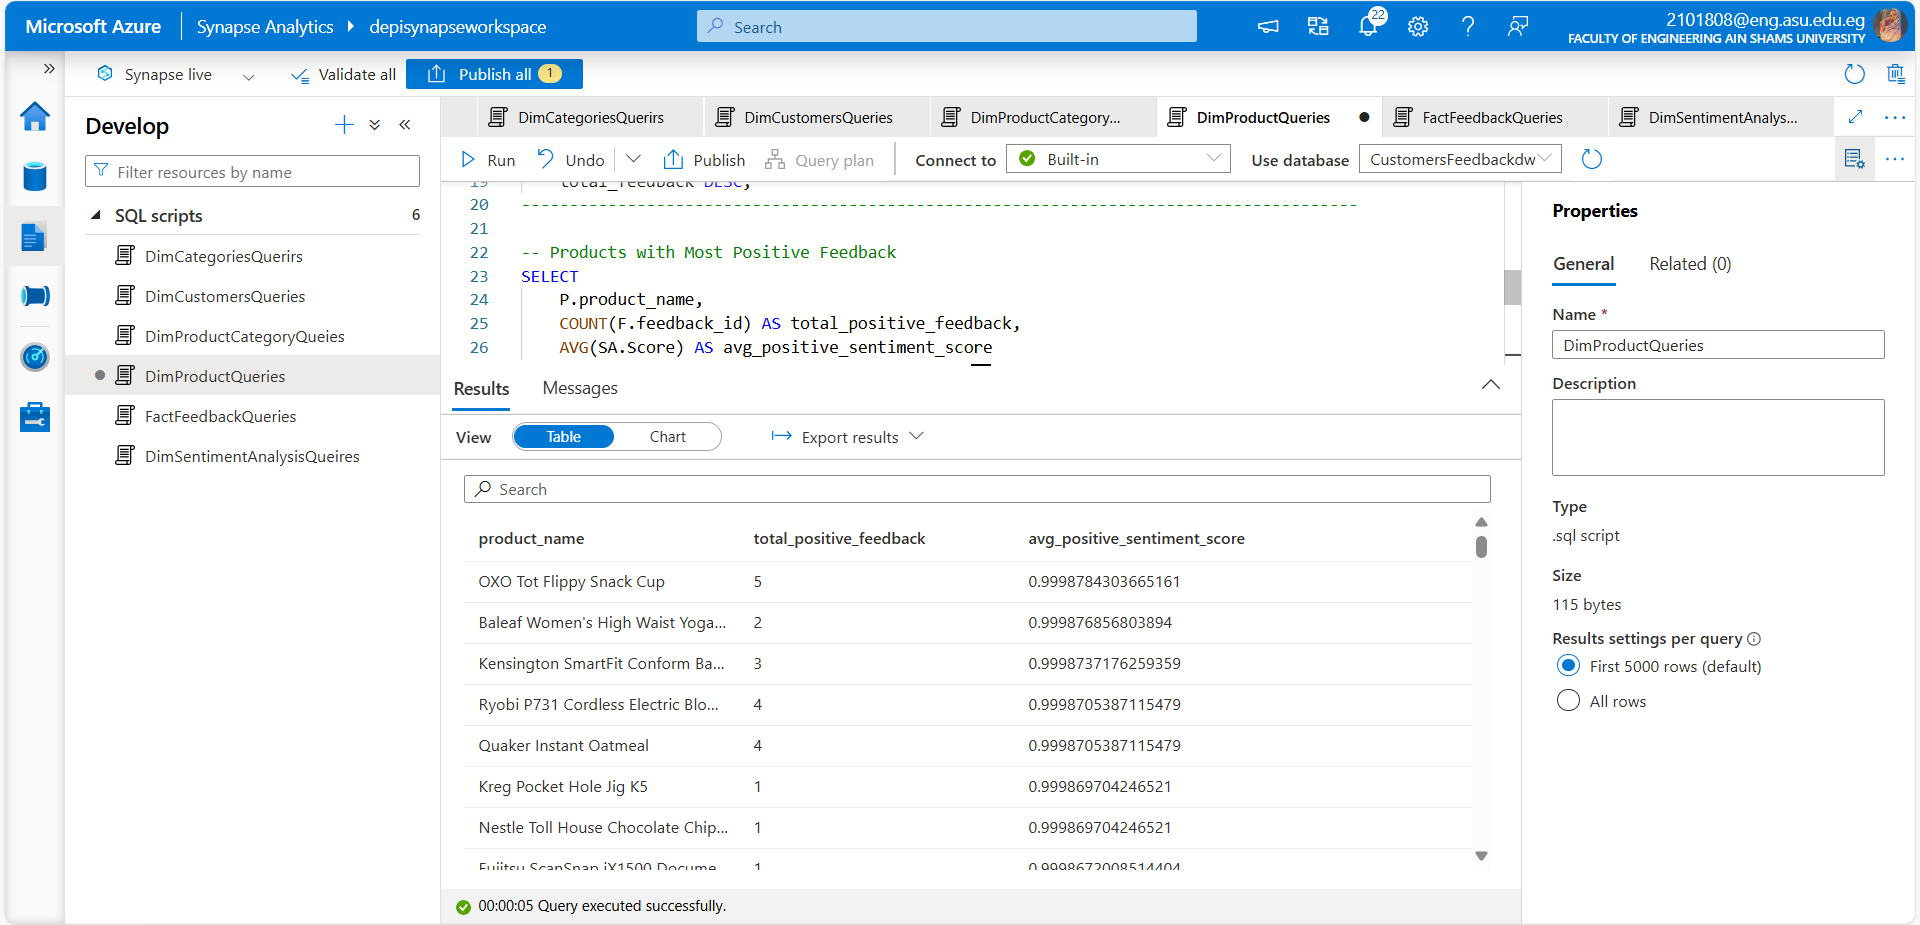 Microsoft Azure
Synapse Analytics
depisynapseworkspace
Search
22
2101808@eng.asu.edu.eg
FACULTY OF ENGINEERING AIN SHAMS UNIVERSITY
Synapse live
Validate all
Publish all 1
Develop
Filter resources by name
SQL scripts 6
DimCategoriesQuerirs
DimCustomersQueries
DimProductCategoryQueies
DimProductQueries
FactFeedbackQueries
DimSentimentAnalysisQueires
DimCategoriesQuerirs
DimCustomersQueries
DimProductCategory...
DimProductQueries
FactFeedbackQueries
DimSentimentAnalys...
Run
Undo
Publish
Query plan
Connect to
Built-in
Use database
CustomersFeedbackdw
19 total_feedback DESC;
20 ---------------------------------------------------------------------------------------
21
22 -- Products with Most Positive Feedback
23 SELECT
24 P.product_name,
25 COUNT(F.feedback_id) AS total_positive_feedback,
26 AVG(SA.Score) AS avg_positive_sentiment_score
Results
Messages
View
Table
Chart
Export results
Search
product_name total_positive_feedback avg_positive_sentiment_score
OXO Tot Flippy Snack Cup 5 0.9998784303665161
Baleaf Women's High Waist Yoga... 2 0.999876856803894
Kensington SmartFit Conform Ba... 3 0.9998737176259359
Ryobi P731 Cordless Electric Blo... 4 0.9998705387115479
Quaker Instant Oatmeal 4 0.9998705387115479
Kreg Pocket Hole Jig K5 1 0.999869704246521
Nestle Toll House Chocolate Chip... 1 0.999869704246521
Fujitsu ScanSnap iX1500 Docume... 1 0.9998672008514404
00:00:05 Query executed successfully.
Properties
General
Related (0)
Name *
DimProductQueries
Description
Type
.sql script
Size
115 bytes
Results settings per query
First 5000 rows (default)
All rows